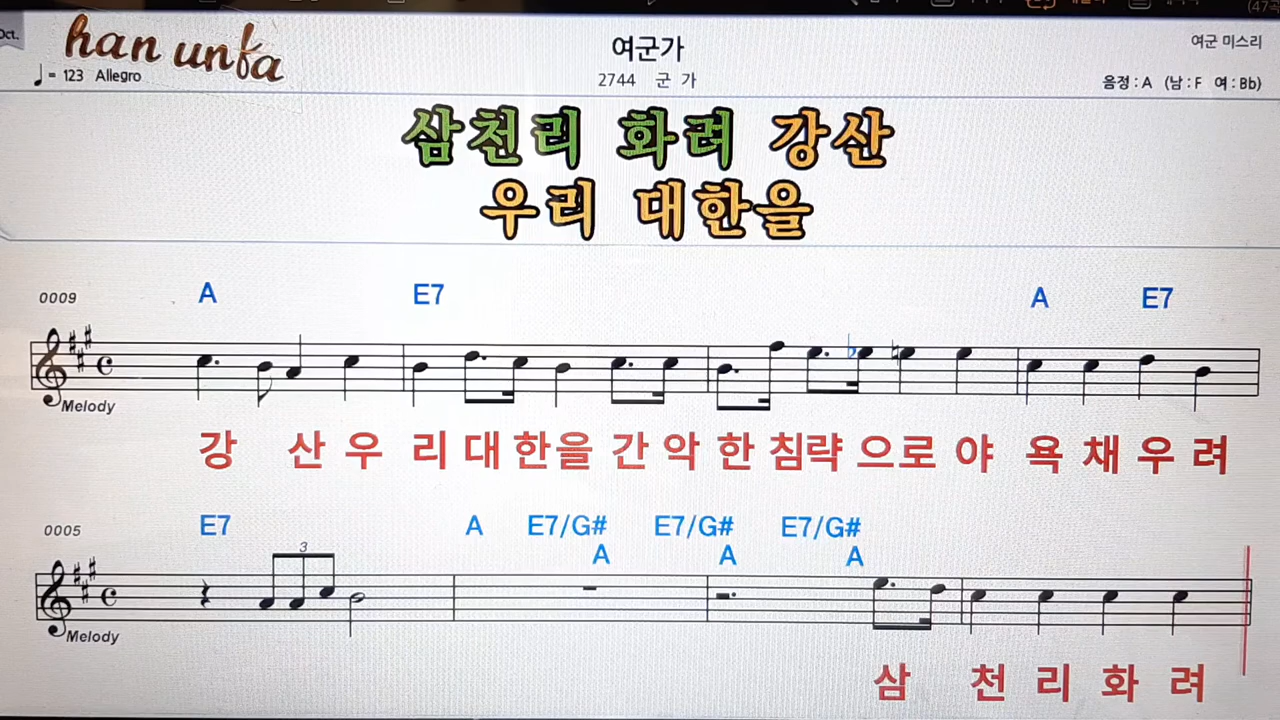 Oct.
han unfa
여군가
여군 미스리
♩ = 123 Allegro
2744 군 가
음정 : A (남 : F 여 : Bb)
삼천리 화려 강산
우리 대한을
0009
A E7 A E7
Melody
강 산 우 리 대 한 을 간 악 한 침략 으로 야 욕 채 우 려
0005
E7 A E7/G# E7/G# E7/G#
A A A
3
Melody
삼 천 리 화 려